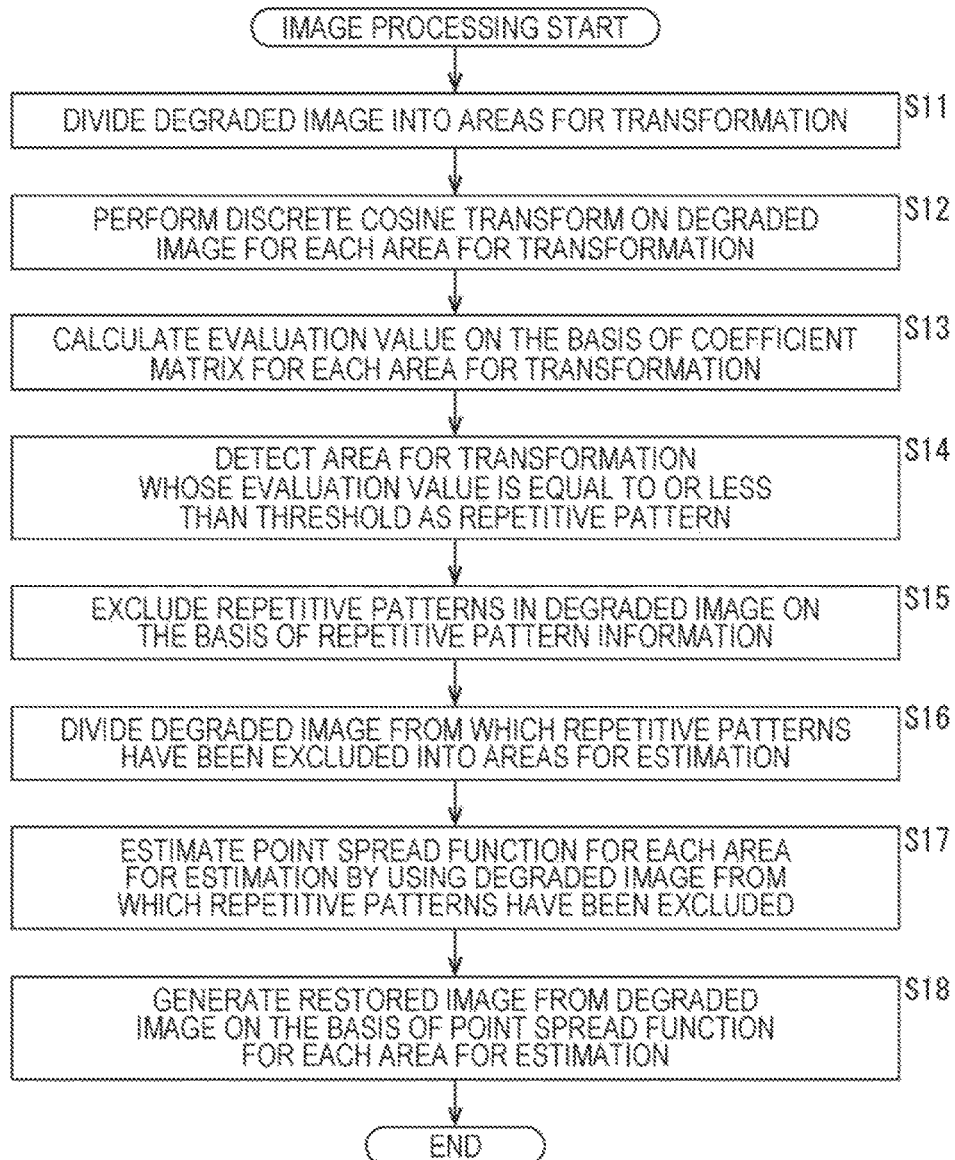 IMAGE PROCESSING START
DIVIDE DEGRADED IMAGE INTO AREAS FOR TRANSFORMATION
S11
PERFORM DISCRETE COSINE TRANSFORM ON DEGRADED
IMAGE FOR EACH AREA FOR TRANSFORMATION
S12
CALCULATE EVALUATION VALUE ON THE BASIS OF COEFFICIENT
MATRIX FOR EACH AREA FOR TRANSFORMATION
S13
DETECT AREA FOR TRANSFORMATION
WHOSE EVALUATION VALUE IS EQUAL TO OR LESS
THAN THRESHOLD AS REPETITIVE PATTERN
S14
EXCLUDE REPETITIVE PATTERNS IN DEGRADED IMAGE ON
THE BASIS OF REPETITIVE PATTERN INFORMATION
S15
DIVIDE DEGRADED IMAGE FROM WHICH REPETITIVE PATTERNS
HAVE BEEN EXCLUDED INTO AREAS FOR ESTIMATION
S16
ESTIMATE POINT SPREAD FUNCTION FOR EACH AREA
FOR ESTIMATION BY USING DEGRADED IMAGE FROM
WHICH REPETITIVE PATTERNS HAVE BEEN EXCLUDED
S17
GENERATE RESTORED IMAGE FROM DEGRADED
IMAGE ON THE BASIS OF POINT SPREAD FUNCTION
FOR EACH AREA FOR ESTIMATION
S18
END